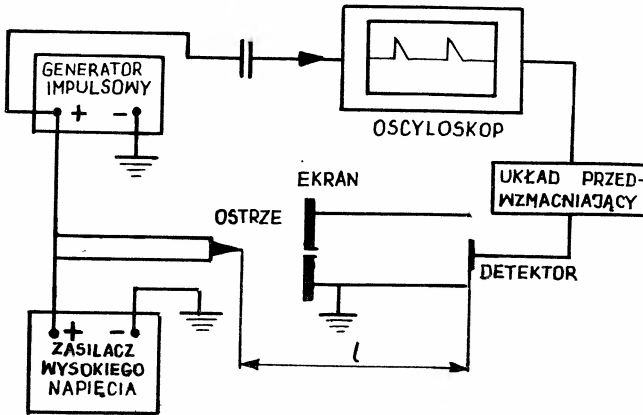 GENERATOR
IMPULSOWY
+ -
OSCYLOSKOP
EKRAN
UKŁAD PRZED-
WZMACNIAJĄCY
OSTRZE
DETEKTOR
l
+ -
ZASILACZ
WYSOKIEGO
NAPIĘCIA